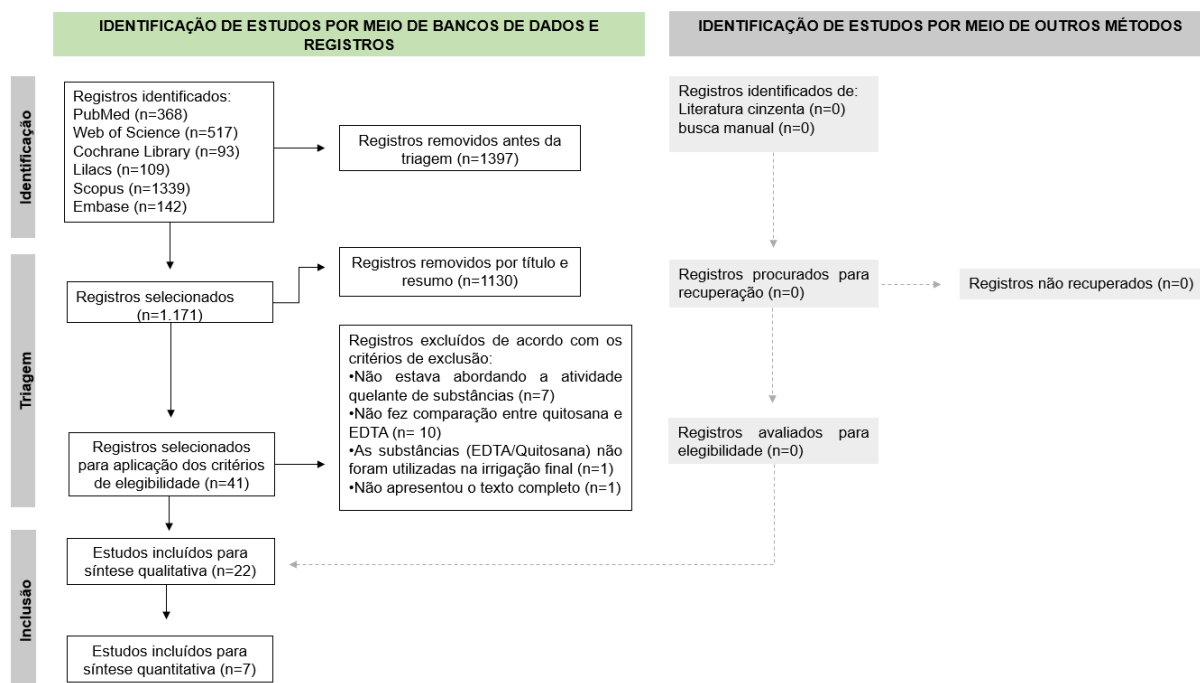 IDENTIFICAÇÃO DE ESTUDOS POR MEIO DE BANCOS DE DADOS E
REGISTROS
IDENTIFICAÇÃO DE ESTUDOS POR MEIO DE OUTROS MÉTODOS
Identificação
Registros identificados:
PubMed (n=368)
Web of Science (n=517)
Cochrane Library (n=93)
Lilacs (n=109)
Scopus (n=1339)
Embase (n=142)
Registros removidos antes da
triagem (n=1397)
Registros identificados de:
Literatura cinzenta (n=0)
busca manual (n=0)
Triagem
Registros selecionados
(n=1.171)
Registros removidos por título e
resumo (n=1130)
Registros procurados para
recuperação (n=0)
Registros não recuperados (n=0)
Registros selecionados
para aplicação dos critérios
de elegibilidade (n=41)
Registros excluídos de acordo com os
critérios de exclusão:
•Não estava abordando a atividade
quelante de substâncias (n=7)
•Não fez comparação entre quitosana e
EDTA (n= 10)
•As substâncias (EDTA/Quitosana) não
foram utilizadas na irrigação final (n=1)
•Não apresentou o texto completo (n=1)
Registros avaliados para
elegibilidade (n=0)
Inclusão
Estudos incluídos para
síntese qualitativa (n=22)
Estudos incluídos para
síntese quantitativa (n=7)